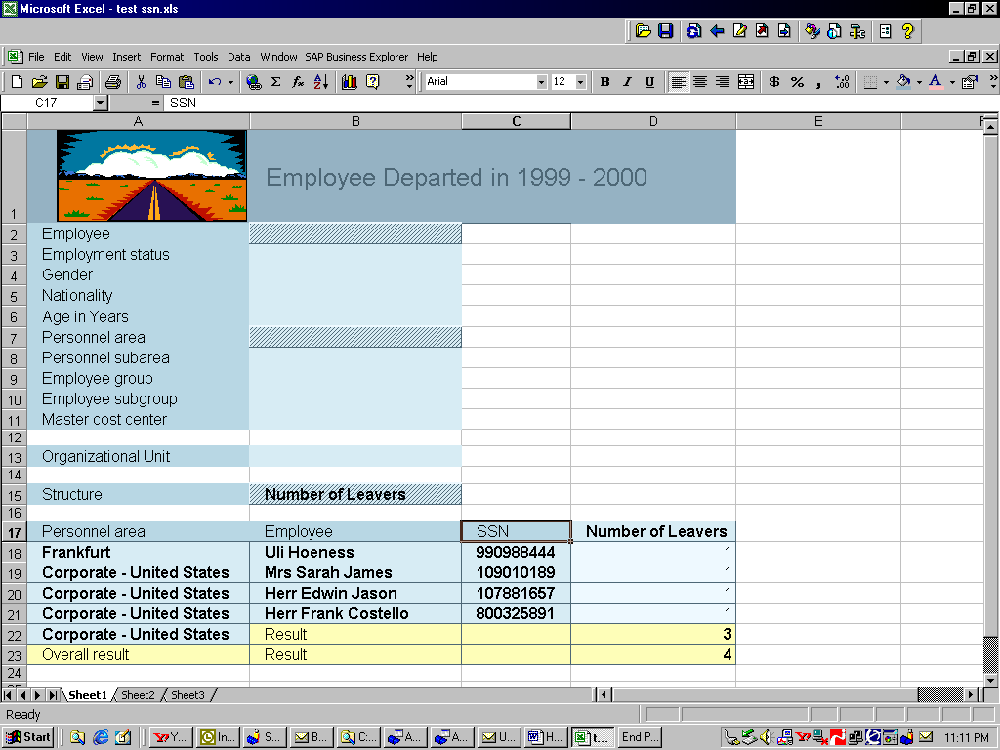 Microsoft Excel - test ssn.xls
File Edit View Insert Format Tools Data Window SAP Business Explorer Help
Arial 12 B I U $ % ,
C17 = SSN
A B C D E F
1 Employee Departed in 1999 - 2000
2 Employee
3 Employment status
4 Gender
5 Nationality
6 Age in Years
7 Personnel area
8 Personnel subarea
9 Employee group
10 Employee subgroup
11 Master cost center
12
13 Organizational Unit
14
15 Structure Number of Leavers
16
17 Personnel area Employee SSN Number of Leavers
18 Frankfurt Uli Hoeness 990988444 1
19 Corporate - United States Mrs Sarah James 109010189 1
20 Corporate - United States Herr Edwin Jason 107881657 1
21 Corporate - United States Herr Frank Costello 800325891 1
22 Corporate - United States Result 3
23 Overall result Result 4
24
Sheet1 Sheet2 Sheet3
Ready
Start Y... In... S... B... C... A... A... U... H... t... End P... 11:11 PM